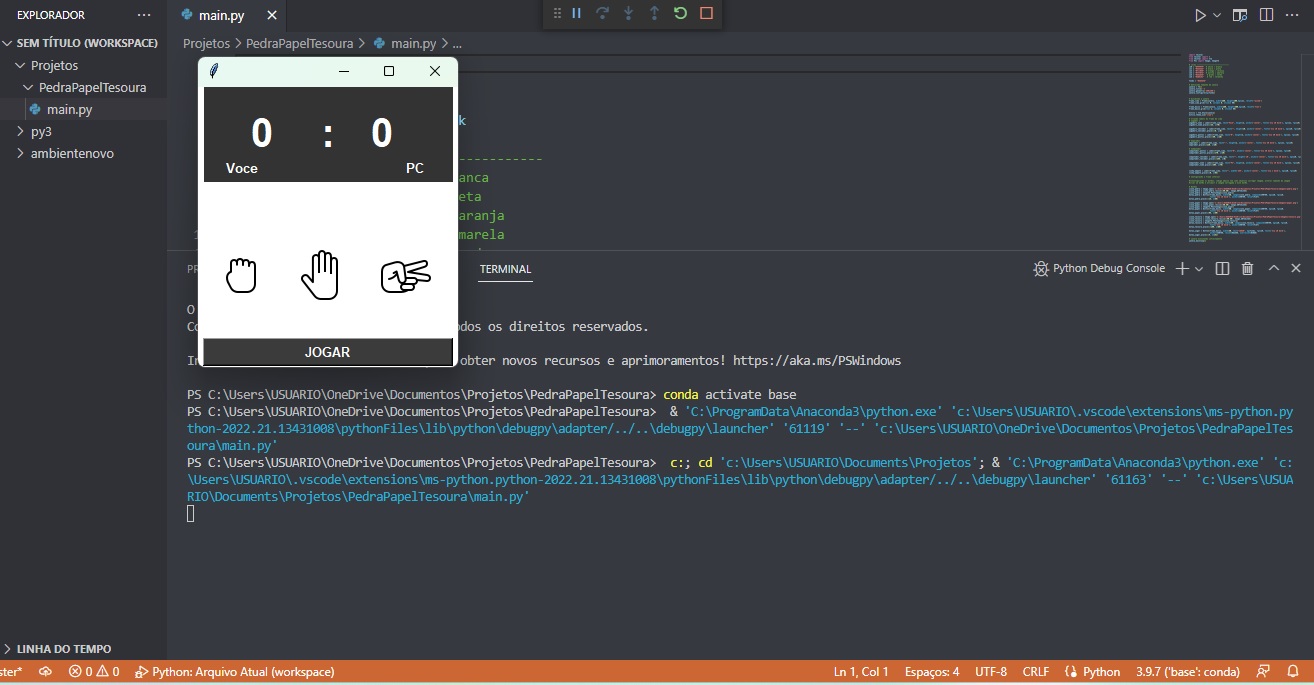 EXPLORADOR
SEM TÍTULO (WORKSPACE)
Projetos
PedraPapelTesoura
main.py
py3
ambientenovo
LINHA DO TEMPO
main.py
Projetos > PedraPapelTesoura > main.py > ...
k
------------
anca
eta
aranja
marela
0 : 0
Voce PC
JOGAR
TERMINAL
Python Debug Console
O
dos os direitos reservados.
obter novos recursos e aprimoramentos! https://aka.ms/PSWindows
PS C:\Users\USUARIO\OneDrive\Documentos\Projetos\PedraPapelTesoura> conda activate base
PS C:\Users\USUARIO\OneDrive\Documentos\Projetos\PedraPapelTesoura> & 'C:\ProgramData\Anaconda3\python.exe' 'c:\Users\USUARIO\.vscode\extensions\ms-python.py
thon-2022.21.13431008\pythonFiles\lib\python\debugpy\adapter/../..\debugpy\launcher' '61119' '--' 'c:\Users\USUARIO\OneDrive\Documentos\Projetos\PedraPapelTes
oura\main.py'
PS C:\Users\USUARIO\OneDrive\Documentos\Projetos\PedraPapelTesoura> c:; cd 'c:\Users\USUARIO\Documents\Projetos'; & 'C:\ProgramData\Anaconda3\python.exe' 'c:
\Users\USUARIO\.vscode\extensions\ms-python.python-2022.21.13431008\pythonFiles\lib\python\debugpy\adapter/../..\debugpy\launcher' '61163' '--' 'c:\Users\USUA
RIO\Documents\Projetos\PedraPapelTesoura\main.py'
ster* 0 0 Python: Arquivo Atual (workspace) Ln 1, Col 1 Espaços: 4 UTF-8 CRLF Python 3.9.7 ('base': conda)